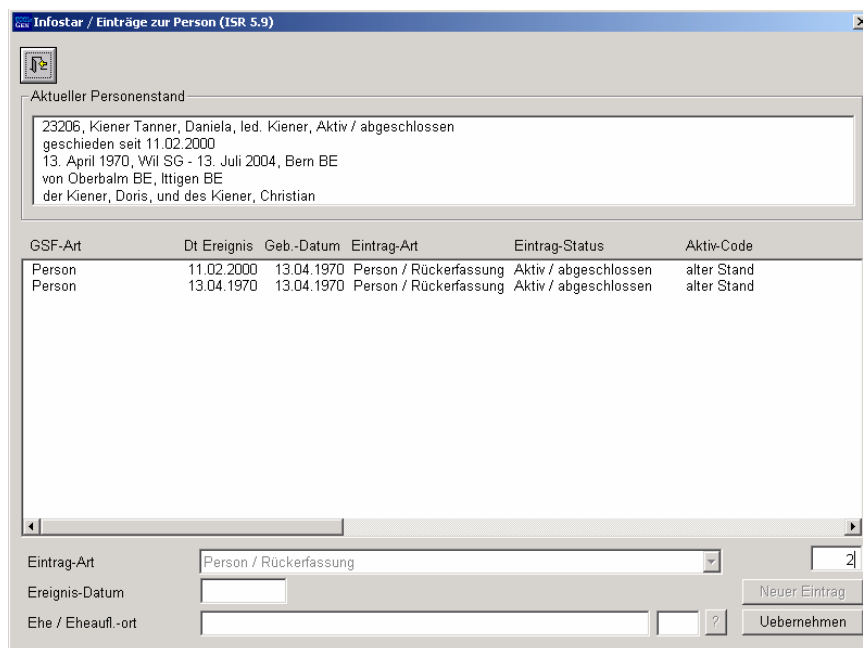 Infostar / Einträge zur Person (ISR 5.9)
Aktueller Personenstand
23206, Kiener Tanner, Daniela, led. Kiener, Aktiv / abgeschlossen
geschieden seit 11.02.2000
13. April 1970, Wil SG - 13. Juli 2004, Bern BE
von Oberbalm BE, Ittigen BE
der Kiener, Doris, und des Kiener, Christian
GSF-Art Dt Ereignis Geb.-Datum Eintrag-Art Eintrag-Status Aktiv-Code
Person 11.02.2000 13.04.1970 Person / Rückerfassung Aktiv / abgeschlossen alter Stand
Person 13.04.1970 13.04.1970 Person / Rückerfassung Aktiv / abgeschlossen alter Stand
Eintrag-Art Person / Rückerfassung 2
Ereignis-Datum Neuer Eintrag
Ehe / Eheaufl.-ort ? Uebernehmen